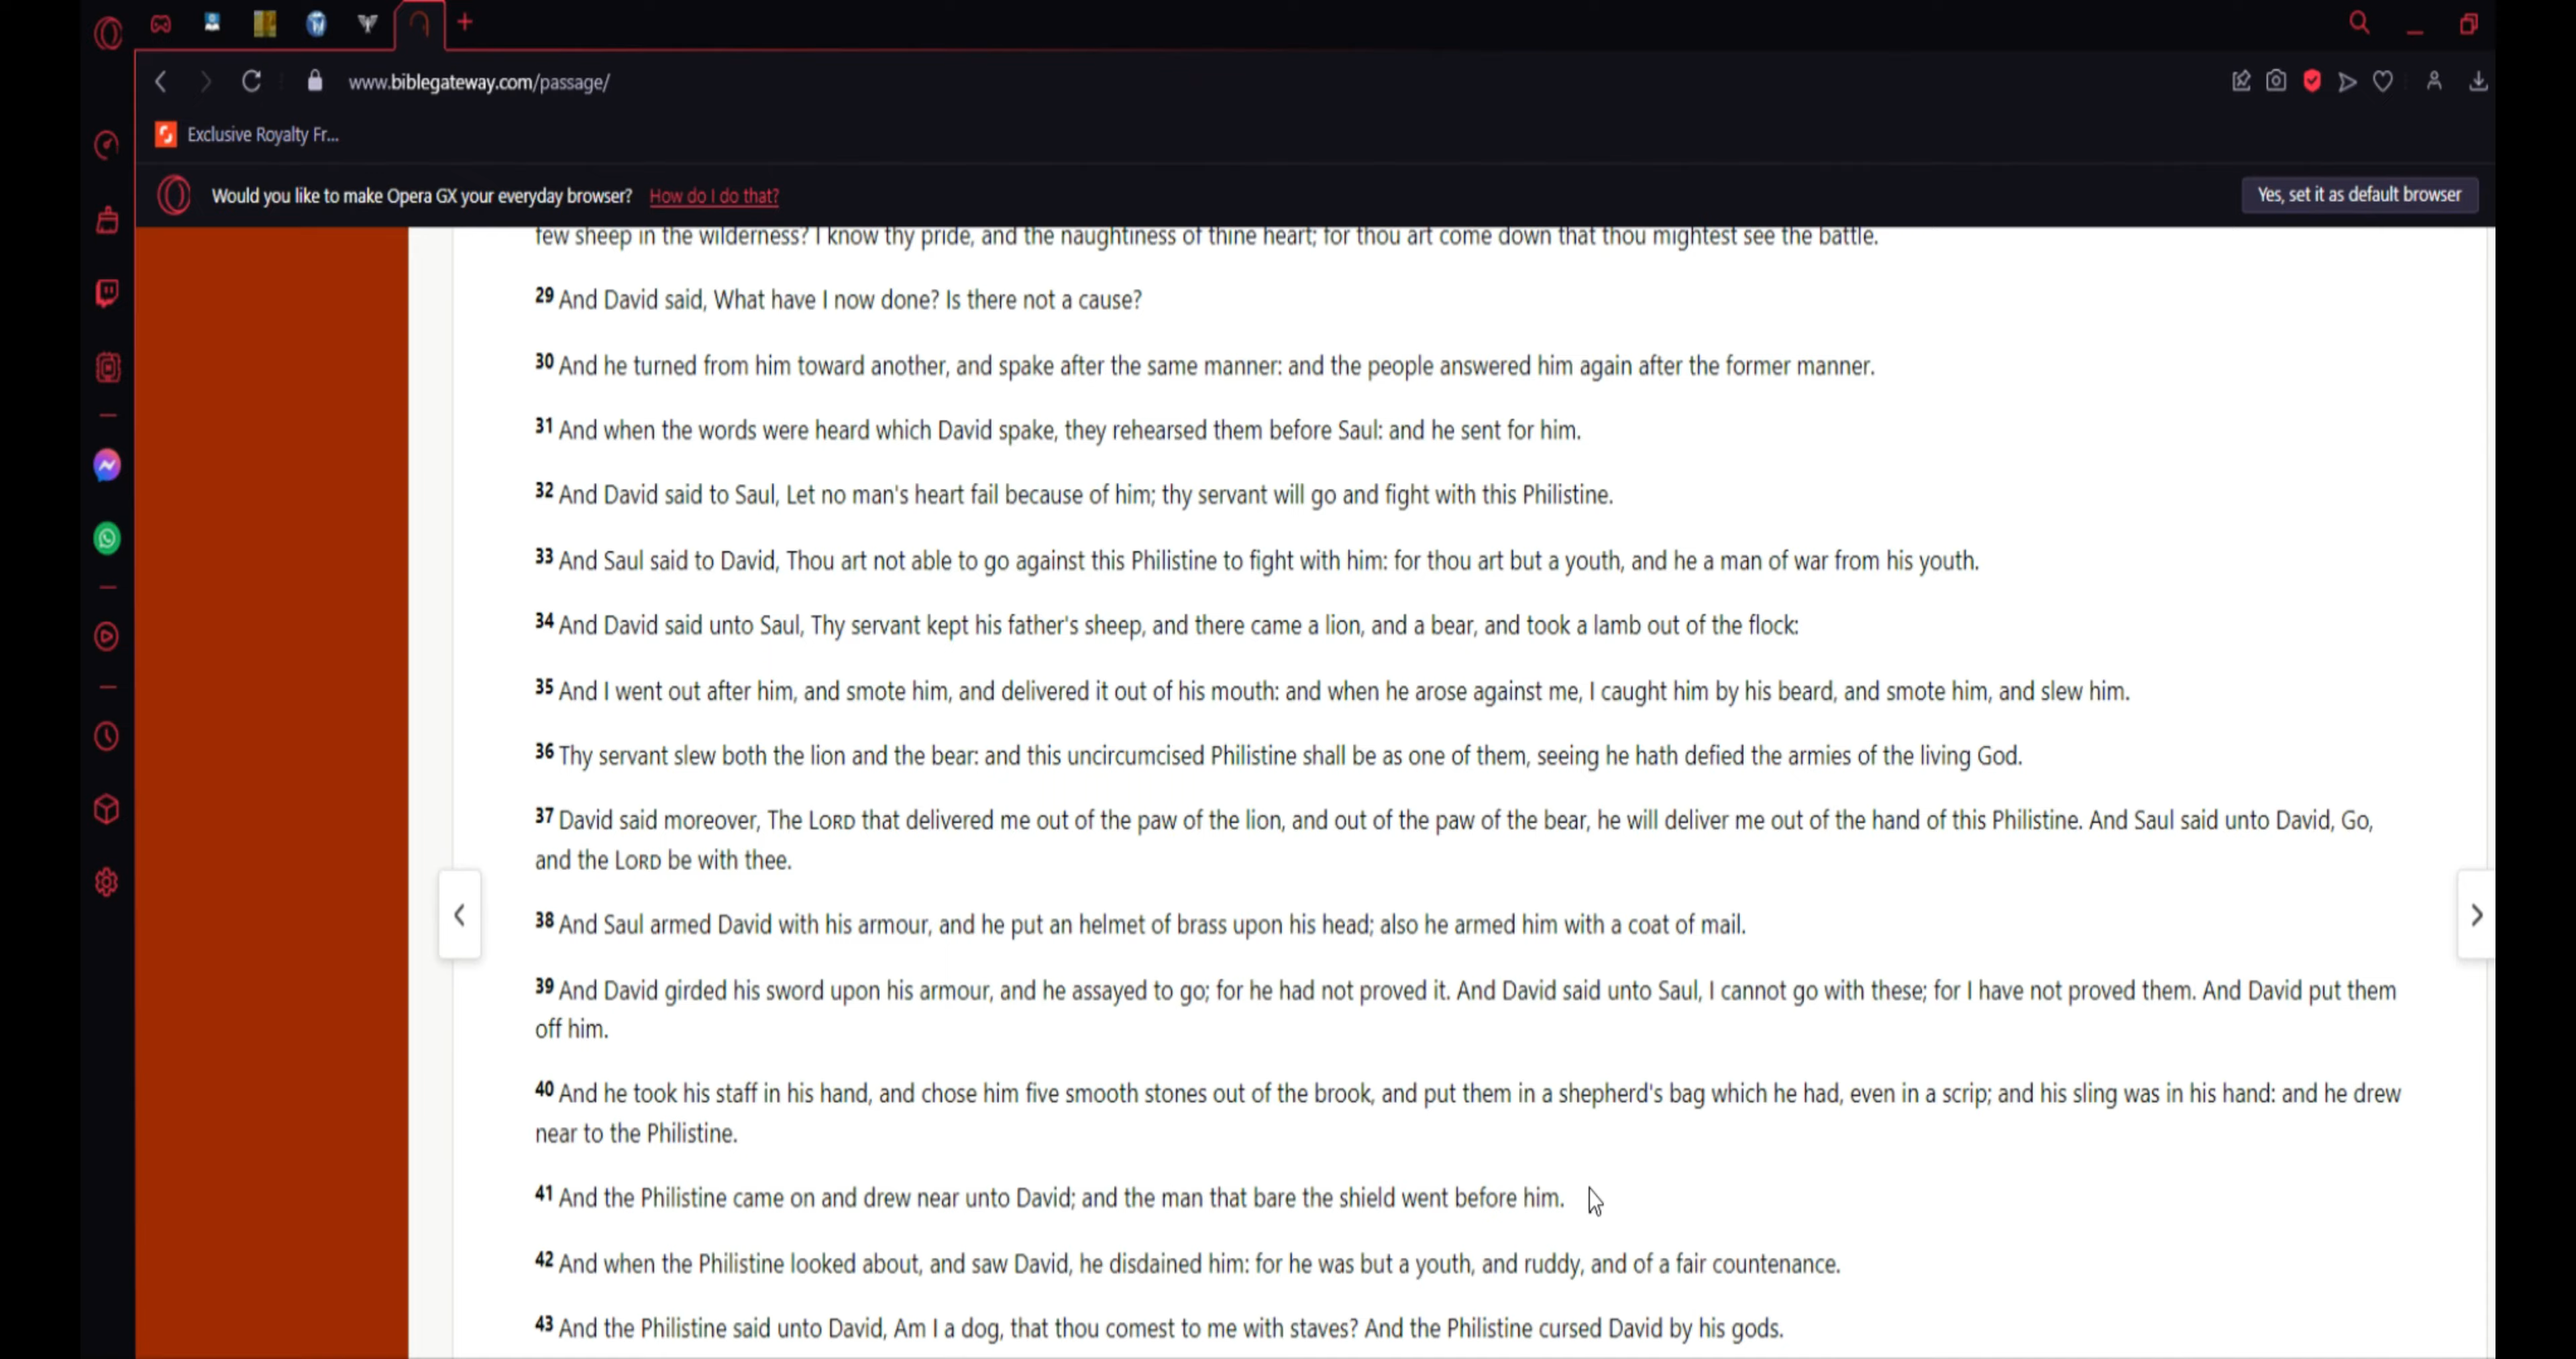 www.biblegateway.com/passage/
Exclusive Royalty Fr...
Would you like to make Opera GX your everyday browser? How do I do that? Yes, set it as default browser
few sheep in the wilderness? I know thy pride, and the naughtiness of thine heart; for thou art come down that thou mightest see the battle.
29 And David said, What have I now done? Is there not a cause?
30 And he turned from him toward another, and spake after the same manner: and the people answered him again after the former manner.
31 And when the words were heard which David spake, they rehearsed them before Saul: and he sent for him.
32 And David said to Saul, Let no man's heart fail because of him; thy servant will go and fight with this Philistine.
33 And Saul said to David, Thou art not able to go against this Philistine to fight with him: for thou art but a youth, and he a man of war from his youth.
34 And David said unto Saul, Thy servant kept his father's sheep, and there came a lion, and a bear, and took a lamb out of the flock:
35 And I went out after him, and smote him, and delivered it out of his mouth: and when he arose against me, I caught him by his beard, and smote him, and slew him.
36 Thy servant slew both the lion and the bear: and this uncircumcised Philistine shall be as one of them, seeing he hath defied the armies of the living God.
37 David said moreover, The LORD that delivered me out of the paw of the lion, and out of the paw of the bear, he will deliver me out of the hand of this Philistine. And Saul said unto David, Go,
and the LORD be with thee.
38 And Saul armed David with his armour, and he put an helmet of brass upon his head; also he armed him with a coat of mail.
39 And David girded his sword upon his armour, and he assayed to go; for he had not proved it. And David said unto Saul, I cannot go with these; for I have not proved them. And David put them
off him.
40 And he took his staff in his hand, and chose him five smooth stones out of the brook, and put them in a shepherd's bag which he had, even in a scrip; and his sling was in his hand: and he drew
near to the Philistine.
41 And the Philistine came on and drew near unto David; and the man that bare the shield went before him.
42 And when the Philistine looked about, and saw David, he disdained him: for he was but a youth, and ruddy, and of a fair countenance.
43 And the Philistine said unto David, Am I a dog, that thou comest to me with staves? And the Philistine cursed David by his gods.